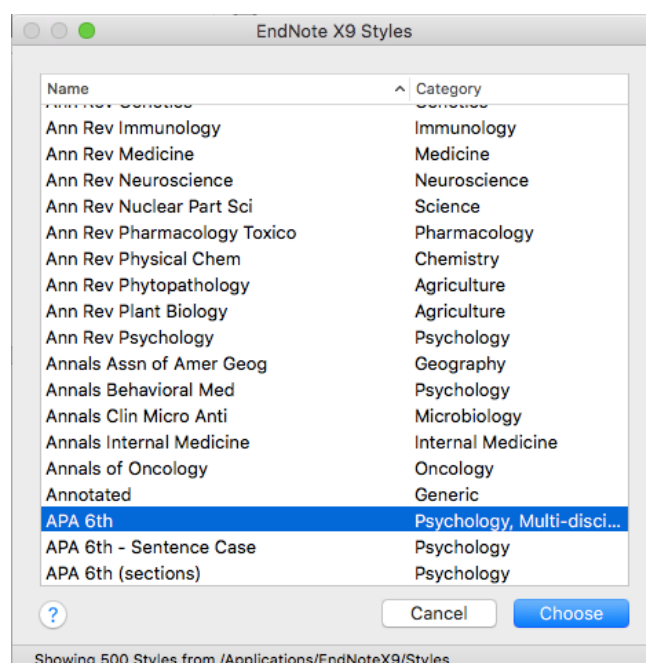 EndNote X9 Styles
Name Category
Ann Rev Immunology Immunology
Ann Rev Medicine Medicine
Ann Rev Neuroscience Neuroscience
Ann Rev Nuclear Part Sci Science
Ann Rev Pharmacology Toxico Pharmacology
Ann Rev Physical Chem Chemistry
Ann Rev Phytopathology Agriculture
Ann Rev Plant Biology Agriculture
Ann Rev Psychology Psychology
Annals Assn of Amer Geog Geography
Annals Behavioral Med Psychology
Annals Clin Micro Anti Microbiology
Annals Internal Medicine Internal Medicine
Annals of Oncology Oncology
Annotated Generic
APA 6th Psychology, Multi-disci...
APA 6th - Sentence Case Psychology
APA 6th (sections) Psychology
? Cancel Choose
Showing 500 Styles from /Applications/EndNoteX9/Styles